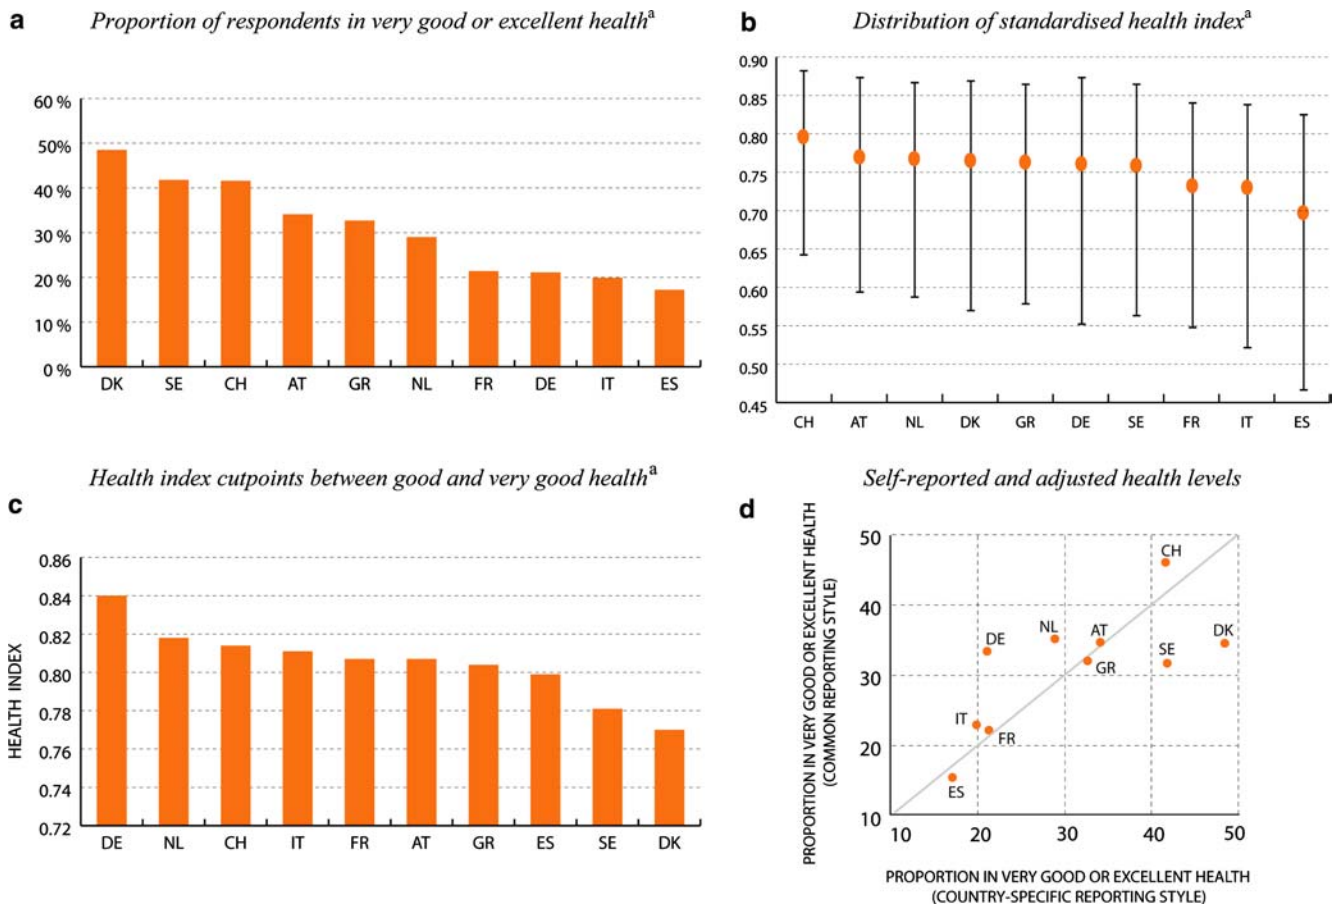 a
Proportion of respondents in very good or excellent healthᵃ
60 %
50%
40 %
30 %
20 %
10 %
0 %
DK SE CH AT GR NL FR DE IT ES
b
Distribution of standardised health indexᵃ
0.90
0.85
0.80
0.75
0.70
0.65
0.60
0.55
0.50
0.45
CH AT NL DK GR DE SE FR IT ES
c
Health index cutpoints between good and very good healthᵃ
HEALTH INDEX
0.86
0.84
0.82
0.80
0.78
0.76
0.74
0.72
DE NL CH IT FR AT GR ES SE DK
d
Self-reported and adjusted health levels
PROPORTION IN VERY GOOD OR EXCELLENT HEALTH
(COMMON REPORTING STYLE)
50
40
30
20
10
CH
DE NL AT DK
SE
GR
IT
FR
ES
10 20 30 40 50
PROPORTION IN VERY GOOD OR EXCELLENT HEALTH
(COUNTRY-SPECIFIC REPORTING STYLE)